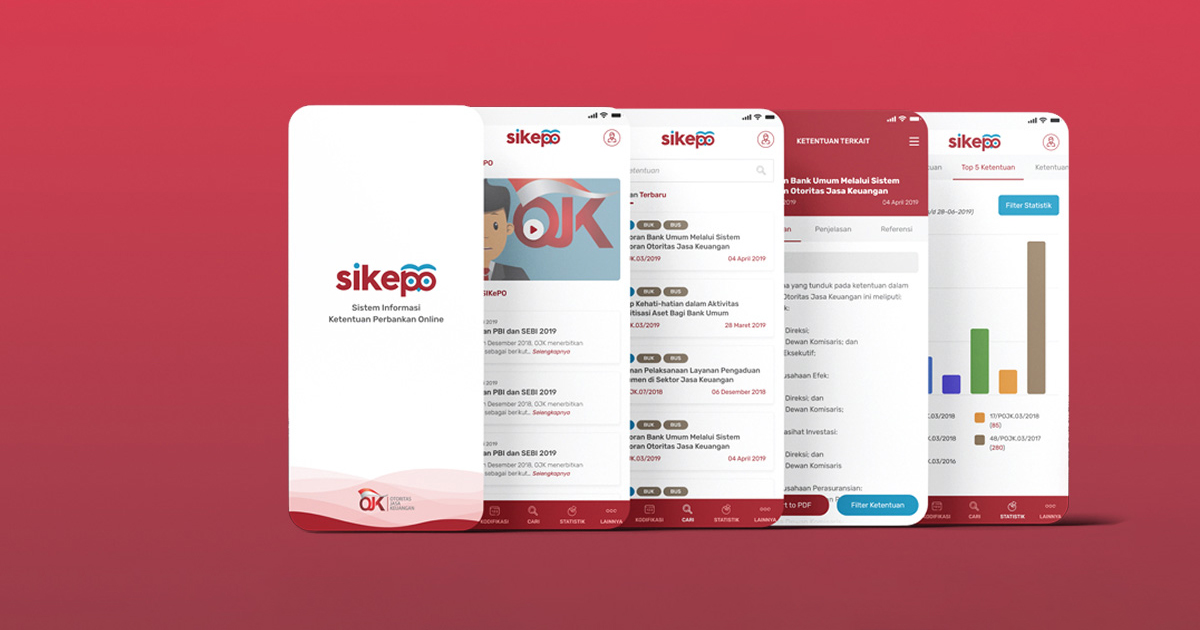 sikepo
Sistem Informasi
Ketentuan Perbankan Online
OJK
OTORITAS
JASA
KEUANGAN
sikepo
PO
OJK
SIKePO
2019
an PBI dan SEBI 2019
n Desember 2018, OJK menerbitkan
sebagai berikut... Selengkapnya
2019
an PBI dan SEBI 2019
n Desember 2018, OJK menerbitkan
sebagai berikut... Selengkapnya
2019
an PBI dan SEBI 2019
n Desember 2018, OJK menerbitkan
sebagai berikut... Selengkapnya
KODIFIKASI
CARI
STATISTIK
LAINNYA
sikepo
etentuan
an Terbaru
BUK
BUS
oran Bank Umum Melalui Sistem
oran Otoritas Jasa Keuangan
JK.03/2019
04 April 2019
BUK
BUS
p Kehati-hatian dalam Aktivitas
itisasi Aset Bagi Bank Umum
JK.03/2019
28 Maret 2019
BUK
BUS
man Pelaksanaan Layanan Pengaduan
men di Sektor Jasa Keuangan
JK.07/2018
06 Desember 2018
BUK
BUS
oran Bank Umum Melalui Sistem
oran Otoritas Jasa Keuangan
JK.03/2019
04 April 2019
BUK
BUS
KODIFIKASI
CARI
STATISTIK
LAINNYA
KETENTUAN TERKAIT
n Bank Umum Melalui Sistem
n Otoritas Jasa Keuangan
2019
04 April 2019
an
Penjelasan
Referensi
pa yang tunduk pada ketentuan dalam
Otoritas Jasa Keuangan ini meliputi:
k:
Direksi;
Dewan Komisaris; dan
Eksekutif;
usahaan Efek:
Direksi; dan
Dewan Komisaris;
asihat Investasi:
Direksi; dan
Dewan Komisaris
usahaan Perasuransian:
rt to PDF
Filter Ketentuan
sikepo
tuan
Top 5 Ketentuan
Ketentuan
/d 28-06-2019)
Filter Statistik
K.03/2018
17/POJK.03/2018
(85)
K.03/2018
48/POJK.03/2017
(280)
K.03/2016
ODIFIKASI
CARI
STATISTIK
LAINNYA